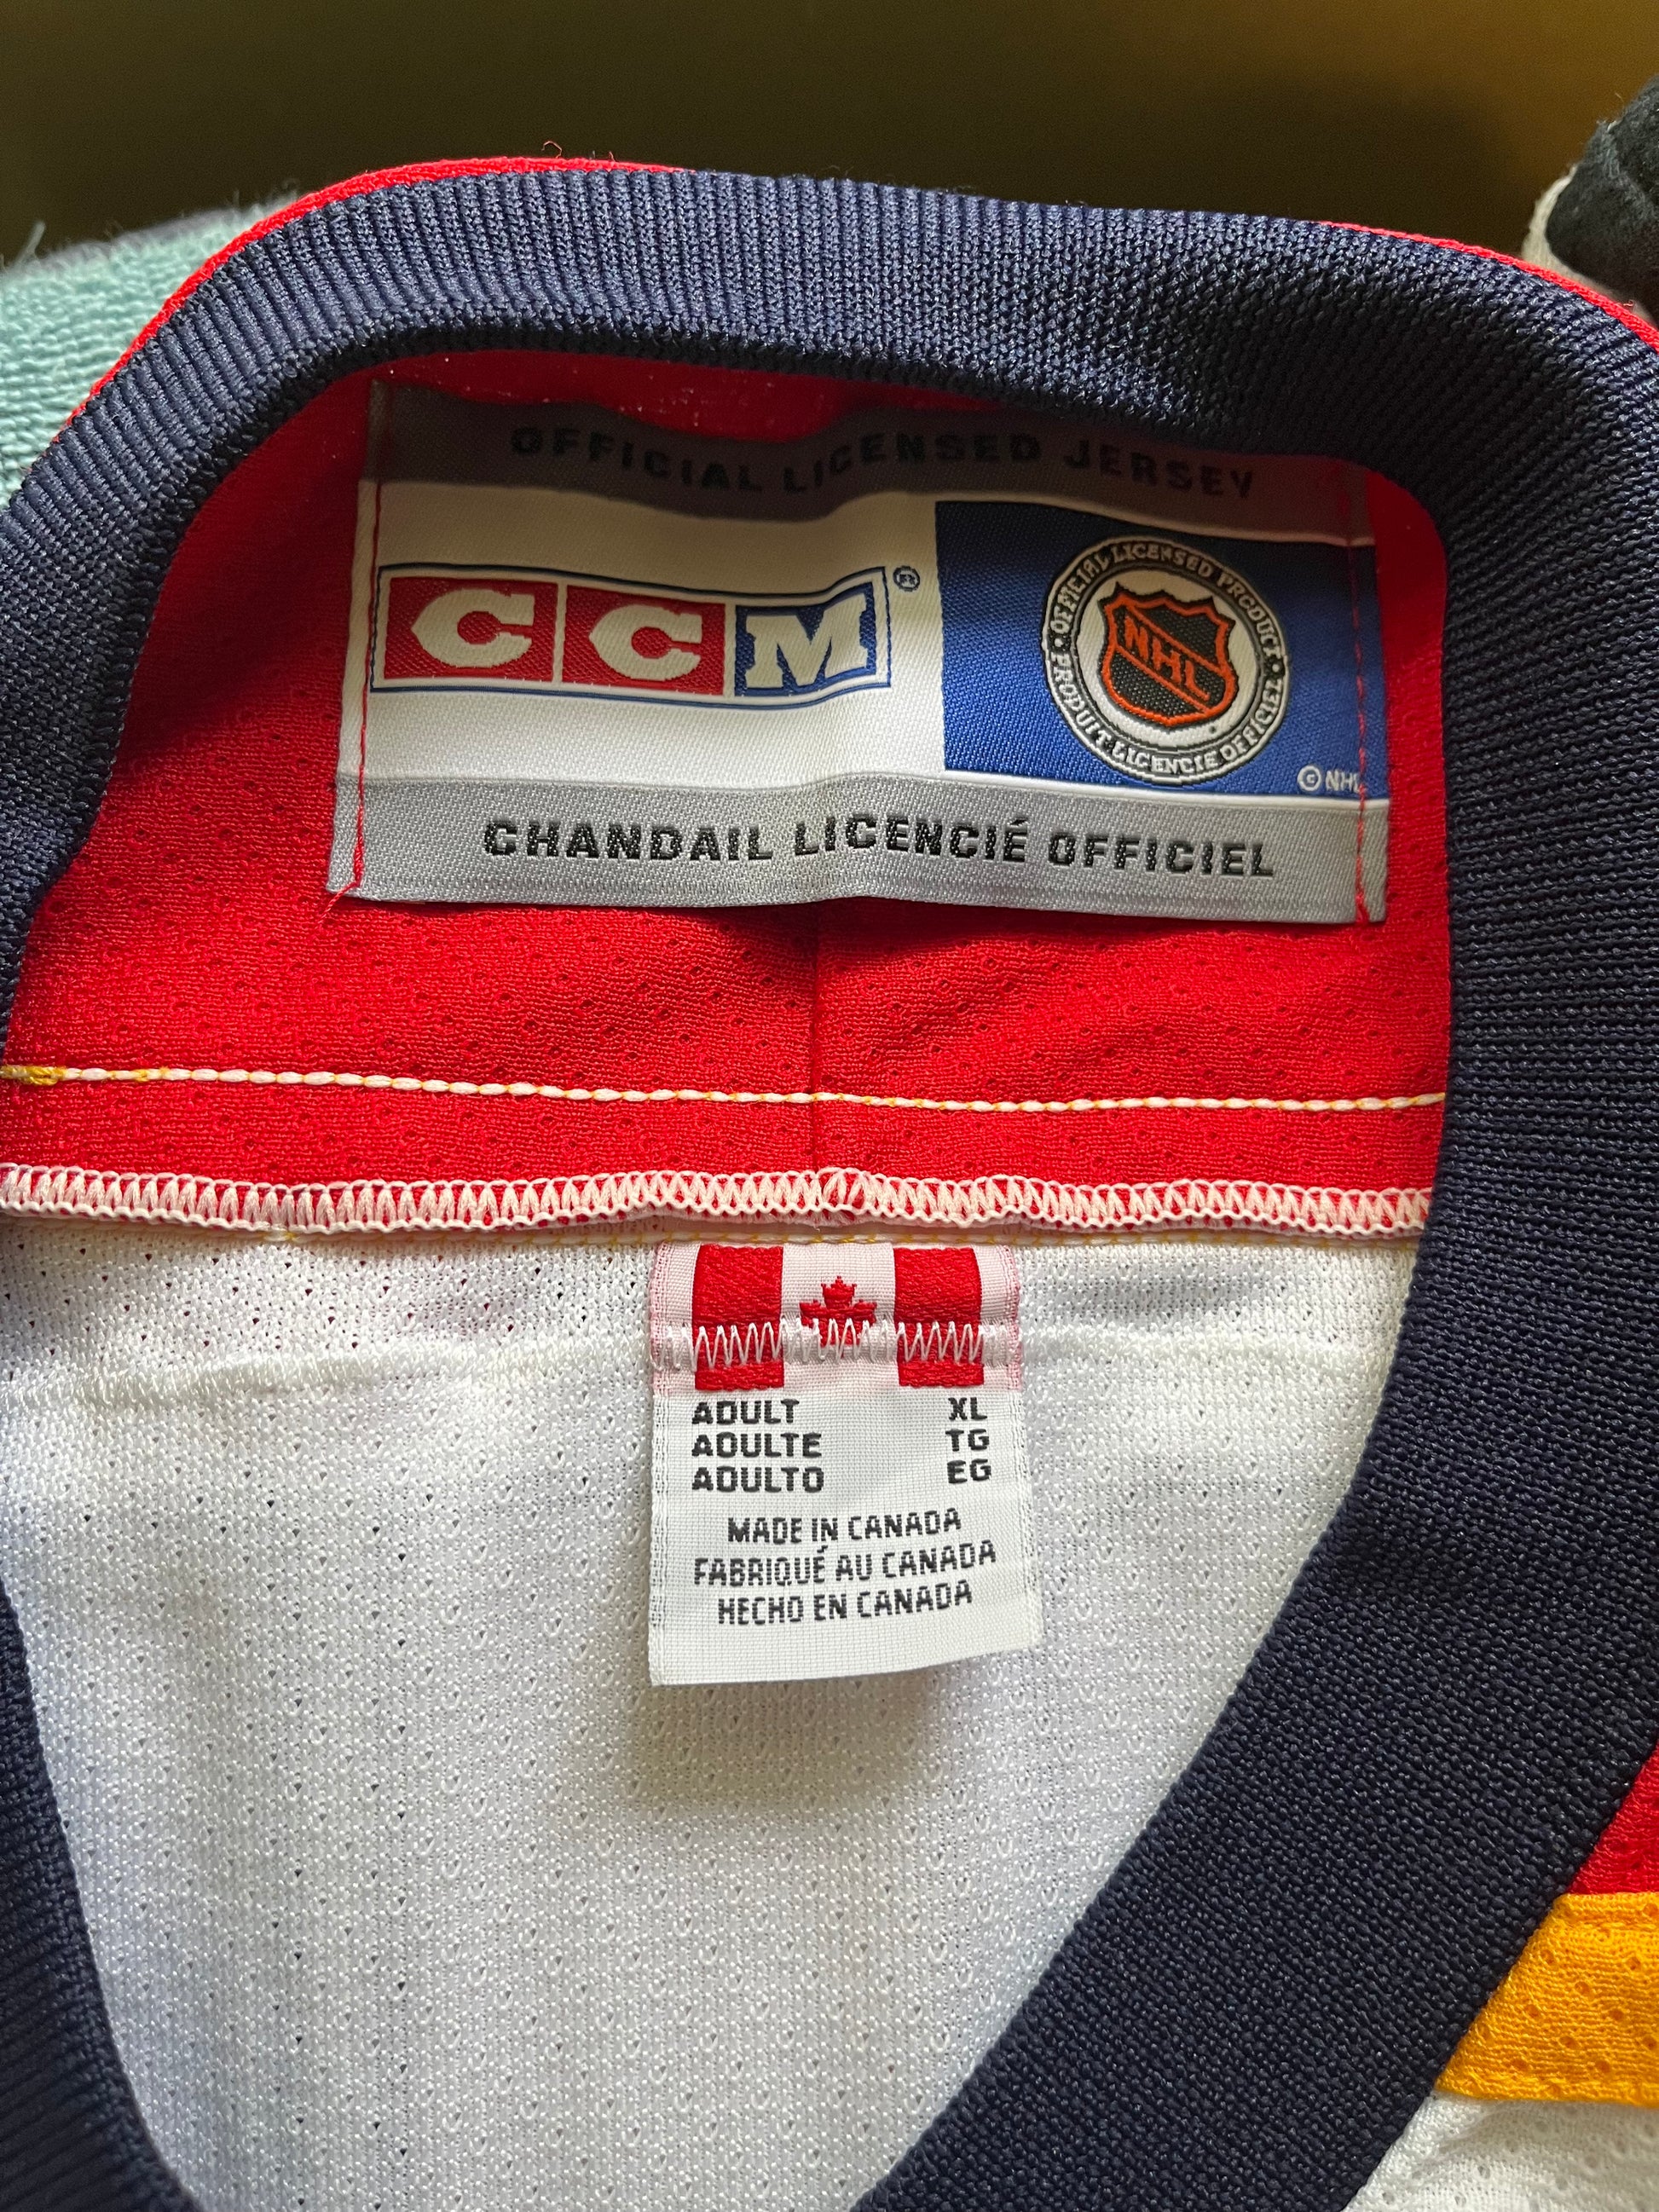 OFFICIAL LICENSED JERSEY
CCM®
OFFICIAL LICENSED PRODUCT
NHL
PRODUIT LICENCIE OFFICIEL
© NHL
CHANDAIL LICENCIÉ OFFICIEL
ADULT XL
ADULTE TG
ADULTO EG
MADE IN CANADA
FABRIQUÉ AU CANADA
HECHO EN CANADA